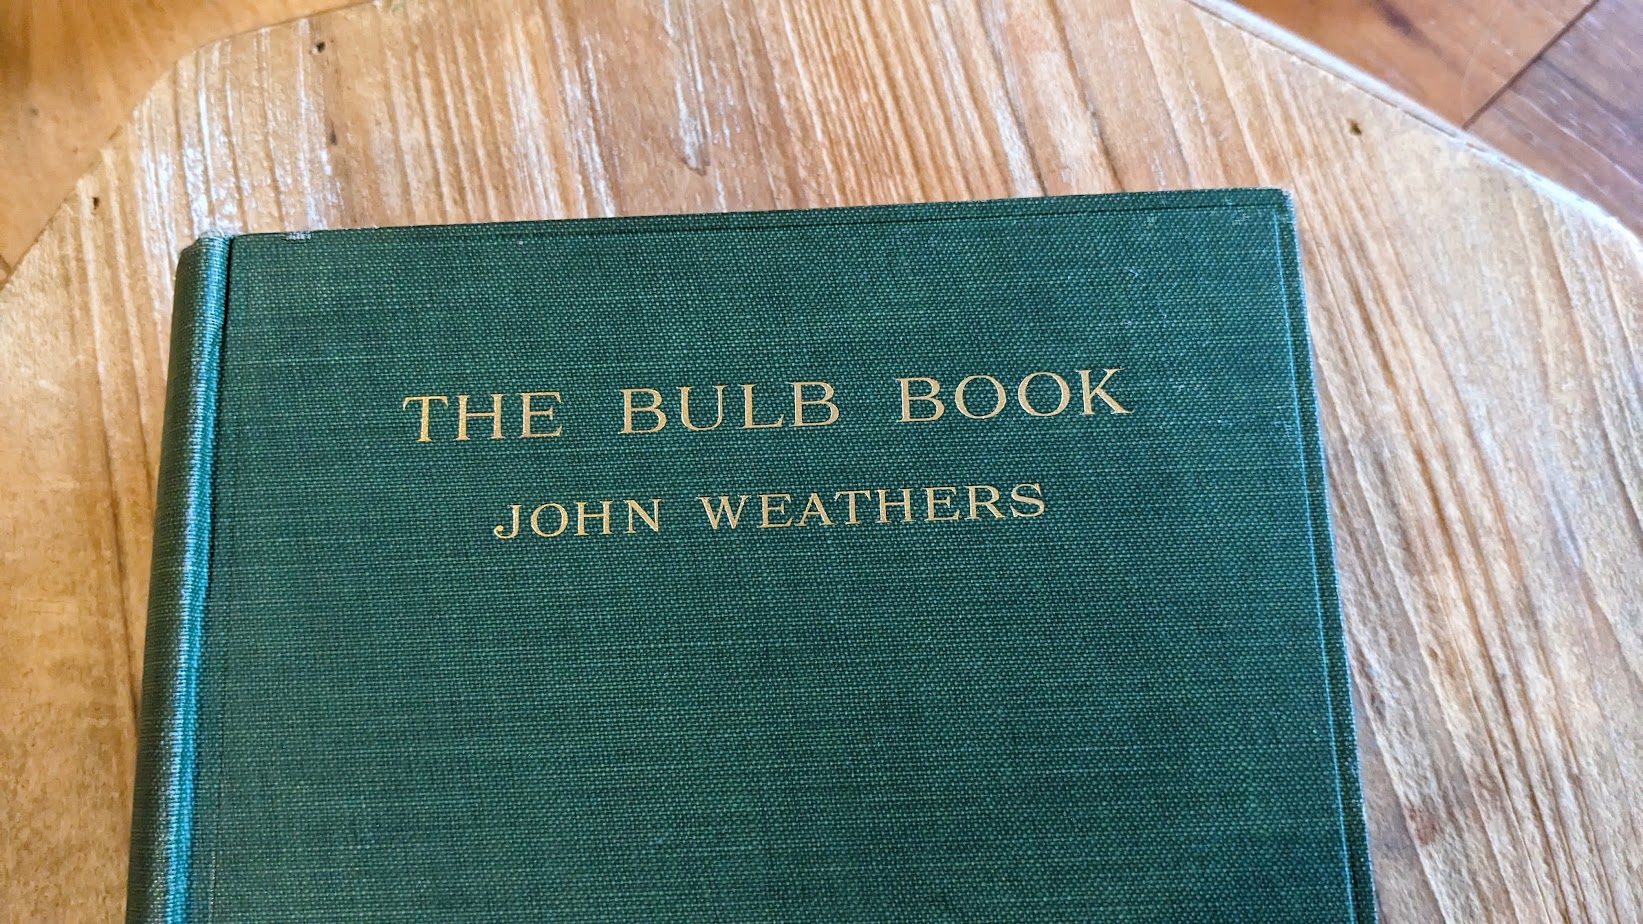 THE BULB BOOK
JOHN WEATHERS